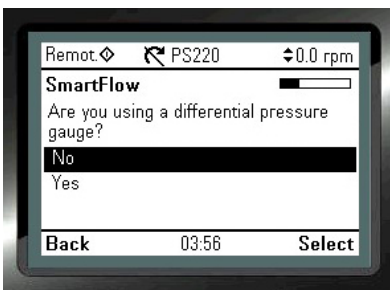 Remot. PS220 0.0 rpm
SmartFlow
Are you using a differential pressure
gauge?
No
Yes
Back 03:56 Select